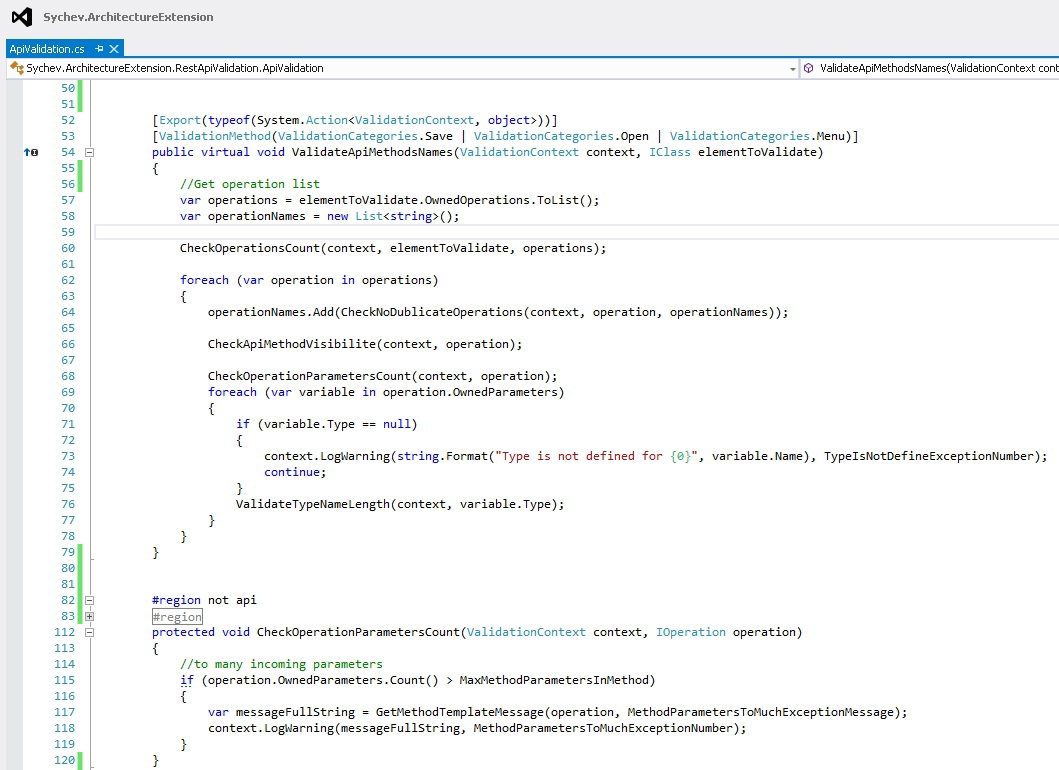 Sychev.ArchitectureExtension
ApiValidation.cs
Sychev.ArchitectureExtension.RestApiValidation.ApiValidation ValidateApiMethodsNames(ValidationContext cont
50
51
52 [Export(typeof(System.Action<ValidationContext, object>))]
53 [ValidationMethod(ValidationCategories.Save | ValidationCategories.Open | ValidationCategories.Menu)]
54 public virtual void ValidateApiMethodsNames(ValidationContext context, IClass elementToValidate)
55 {
56 //Get operation list
57 var operations = elementToValidate.OwnedOperations.ToList();
58 var operationNames = new List<string>();
59
60 CheckOperationsCount(context, elementToValidate, operations);
61
62 foreach (var operation in operations)
63 {
64 operationNames.Add(CheckNoDublicateOperations(context, operation, operationNames));
65
66 CheckApiMethodVisibilite(context, operation);
67
68 CheckOperationParametersCount(context, operation);
69 foreach (var variable in operation.OwnedParameters)
70 {
71 if (variable.Type == null)
72 {
73 context.LogWarning(string.Format("Type is not defined for {0}", variable.Name), TypeIsNotDefineExceptionNumber);
74 continue;
75 }
76 ValidateTypeNameLength(context, variable.Type);
77 }
78 }
79 }
80
81
82 #region not api
83 #region
112 protected void CheckOperationParametersCount(ValidationContext context, IOperation operation)
113 {
114 //to many incoming parameters
115 if (operation.OwnedParameters.Count() > MaxMethodParametersInMethod)
116 {
117 var messageFullString = GetMethodTemplateMessage(operation, MethodParametersToMuchExceptionMessage);
118 context.LogWarning(messageFullString, MethodParametersToMuchExceptionNumber);
119 }
120 }